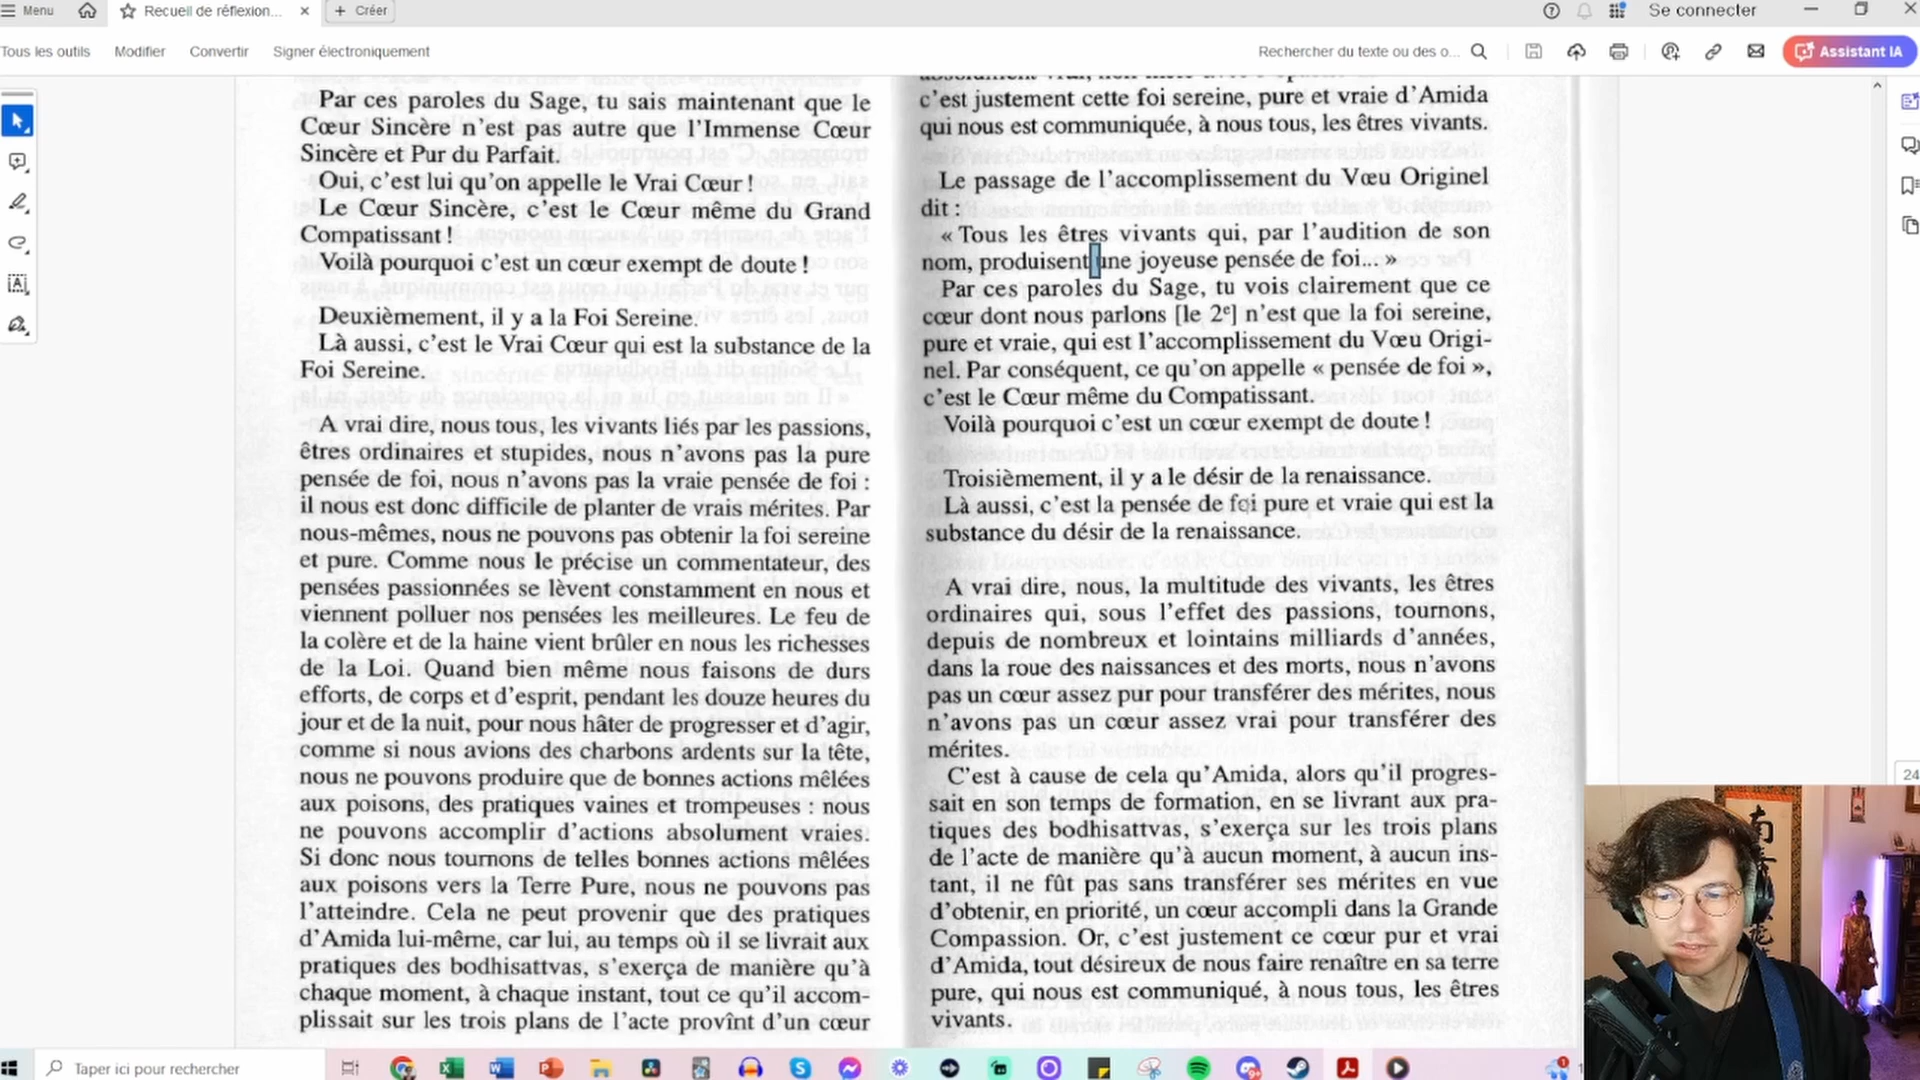 Menu
Recueil de réflexion...
Créer
Se connecter
Tous les outils
Modifier
Convertir
Signer électroniquement
Rechercher du texte ou des o...
Assistant IA
Par ces paroles du Sage, tu sais maintenant que le
Cœur Sincère n'est pas autre que l'Immense Cœur
Sincère et Pur du Parfait.
Oui, c'est lui qu'on appelle le Vrai Cœur !
Le Cœur Sincère, c'est le Cœur même du Grand
Compatissant !
Voilà pourquoi c'est un cœur exempt de doute !
Deuxièmement, il y a la Foi Sereine.
Là aussi, c'est le Vrai Cœur qui est la substance de la
Foi Sereine.
A vrai dire, nous tous, les vivants liés par les passions,
êtres ordinaires et stupides, nous n'avons pas la pure
pensée de foi, nous n'avons pas la vraie pensée de foi :
il nous est donc difficile de planter de vrais mérites. Par
nous-mêmes, nous ne pouvons pas obtenir la foi sereine
et pure. Comme nous le précise un commentateur, des
pensées passionnées se lèvent constamment en nous et
viennent polluer nos pensées les meilleures. Le feu de
la colère et de la haine vient brûler en nous les richesses
de la Loi. Quand bien même nous faisons de durs
efforts, de corps et d'esprit, pendant les douze heures du
jour et de la nuit, pour nous hâter de progresser et d'agir,
comme si nous avions des charbons ardents sur la tête,
nous ne pouvons produire que de bonnes actions mêlées
aux poisons, des pratiques vaines et trompeuses : nous
ne pouvons accomplir d'actions absolument vraies.
Si donc nous tournons de telles bonnes actions mêlées
aux poisons vers la Terre Pure, nous ne pouvons pas
l'atteindre. Cela ne peut provenir que des pratiques
d'Amida lui-même, car lui, au temps où il se livrait aux
pratiques des bodhisattvas, s'exerça de manière qu'à
chaque moment, à chaque instant, tout ce qu'il accom-
plissait sur les trois plans de l'acte provînt d'un cœur
c'est justement cette foi sereine, pure et vraie d'Amida
qui nous est communiquée, à nous tous, les êtres vivants.
Le passage de l'accomplissement du Vœu Originel
dit :
« Tous les êtres vivants qui, par l'audition de son
nom, produisent une joyeuse pensée de foi... »
Par ces paroles du Sage, tu vois clairement que ce
cœur dont nous parlons [le 2e] n'est que la foi sereine,
pure et vraie, qui est l'accomplissement du Vœu Origi-
nel. Par conséquent, ce qu'on appelle « pensée de foi »,
c'est le Cœur même du Compatissant.
Voilà pourquoi c'est un cœur exempt de doute !
Troisièmement, il y a le désir de la renaissance.
Là aussi, c'est la pensée de foi pure et vraie qui est la
substance du désir de la renaissance.
A vrai dire, nous, la multitude des vivants, les êtres
ordinaires qui, sous l'effet des passions, tournons,
depuis de nombreux et lointains milliards d'années,
dans la roue des naissances et des morts, nous n'avons
pas un cœur assez pur pour transférer des mérites, nous
n'avons pas un cœur assez vrai pour transférer des
mérites.
C'est à cause de cela qu'Amida, alors qu'il progres-
sait en son temps de formation, en se livrant aux pra-
tiques des bodhisattvas, s'exerça sur les trois plans
de l'acte de manière qu'à aucun moment, à aucun ins-
tant, il ne fût pas sans transférer ses mérites en vue
d'obtenir, en priorité, un cœur accompli dans la Grande
Compassion. Or, c'est justement ce cœur pur et vrai
d'Amida, tout désireux de nous faire renaître en sa terre
pure, qui nous est communiqué, à nous tous, les êtres
vivants.
24
南
Taper ici pour rechercher